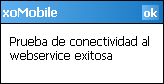 xoMobile ok
Prueba de conectividad al
webservice exitosa